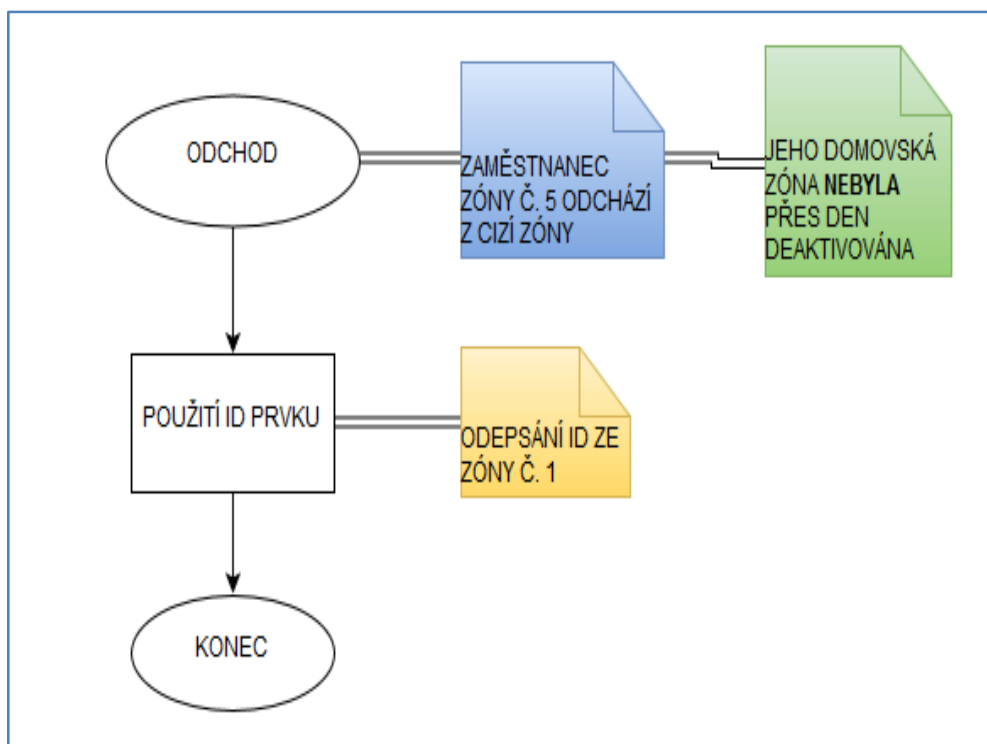 ODCHOD
ZAMĚSTNANEC
ZÓNY Č. 5 ODCHÁZÍ
Z CIZÍ ZÓNY
JEHO DOMOVSKÁ
ZÓNA NEBYLA
PŘES DEN
DEAKTIVOVÁNA
POUŽITÍ ID PRVKU
ODEPSÁNÍ ID ZE
ZÓNY Č. 1
KONEC